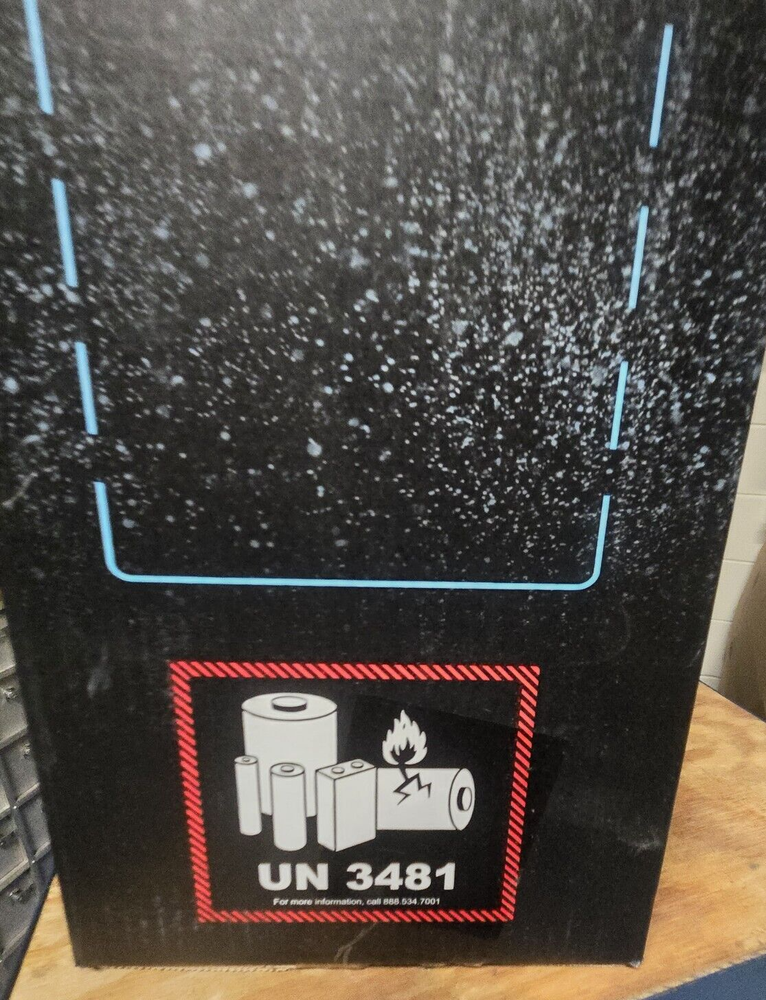 UN 3481
For more information, call 888.534.7001